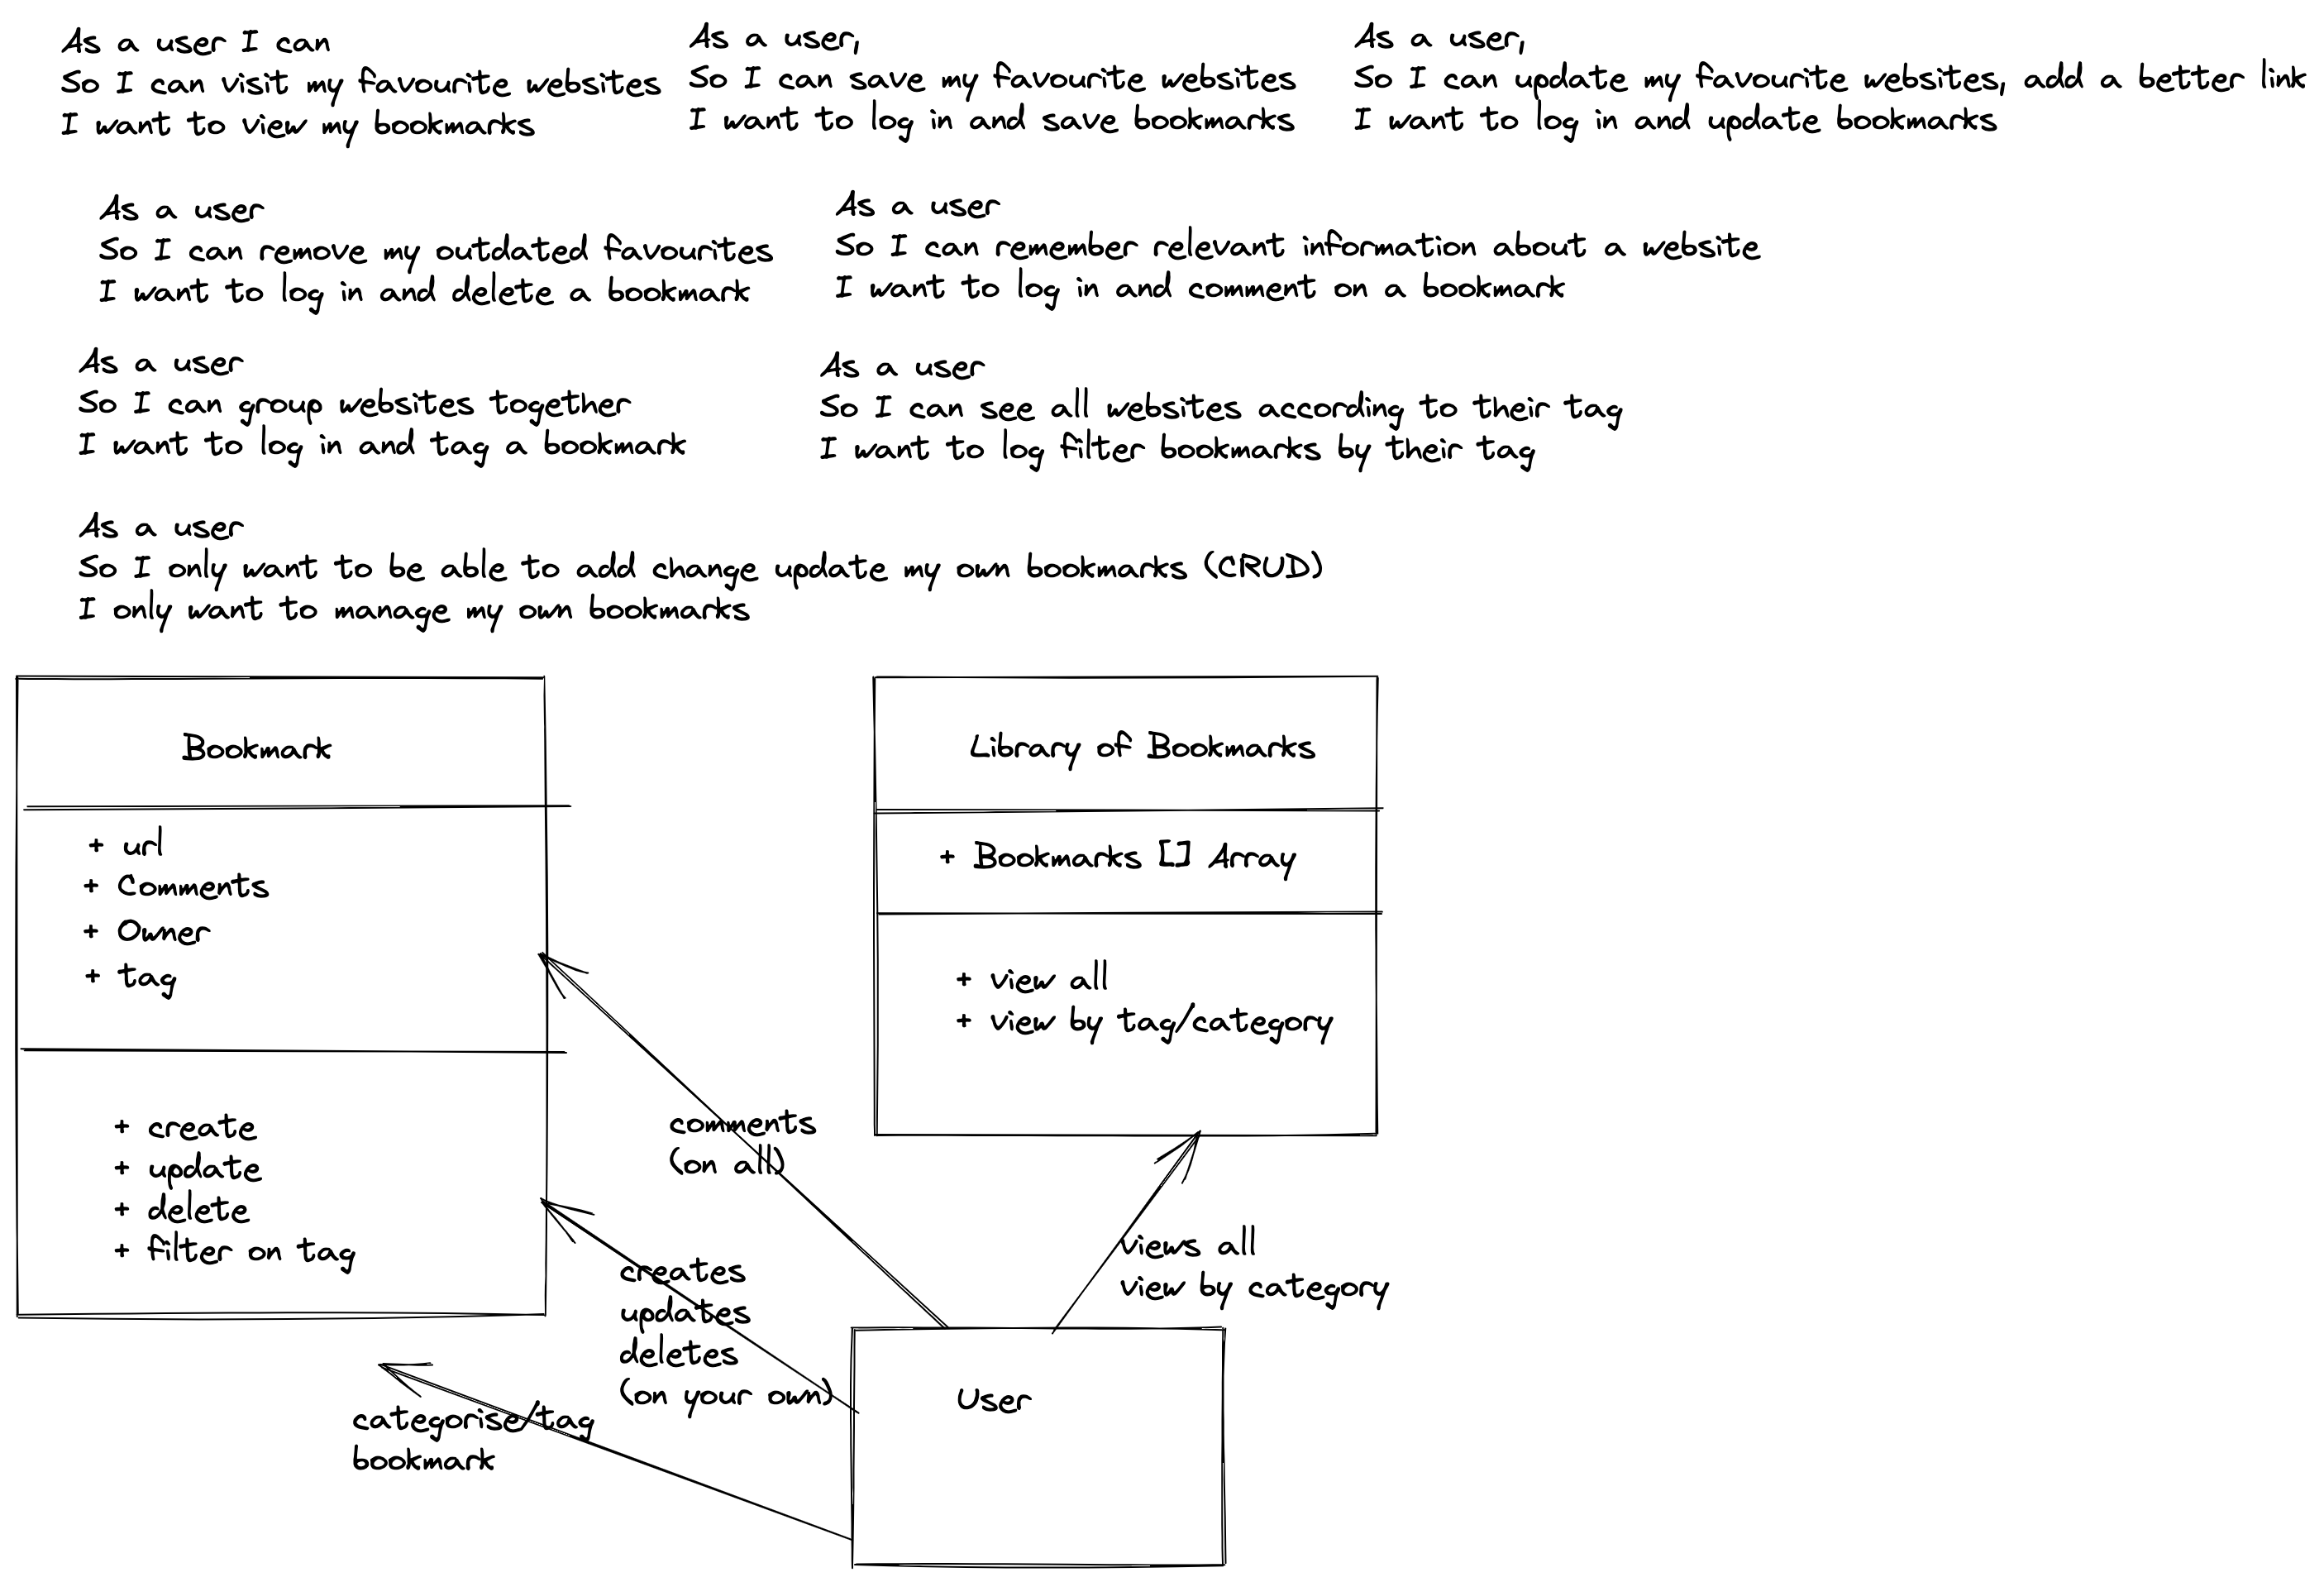 As a user I can
So I can visit my favourite websites
I want to view my bookmarks
As a user,
So I can save my favourite websites
I want to log in and save bookmarks
As a user,
So I can update my favourite websites, add a better link
I want to log in and update bookmarks
As a user
So I can remove my outdated favourites
I want to log in and delete a bookmark
As a user
So I can remember relevant information about a website
I want to log in and comment on a bookmark
As a user
So I can group websites together
I want to log in and tag a bookmark
As a user
So I can see all websites according to their tag
I want to log filter bookmarks by their tag
As a user
So I only want to be able to add change update my own bookmarks (CRUD)
I only want to manage my own bookmarks
Bookmark
+ url
+ Comments
+ Owner
+ tag
+ create
+ update
+ delete
+ filter on tag
Library of Bookmarks
+ Bookmarks [] Array
+ view all
+ view by tag/category
comments
(on all)
creates
updates
deletes
(on your own)
views all
view by category
categorise/tag
bookmark
User